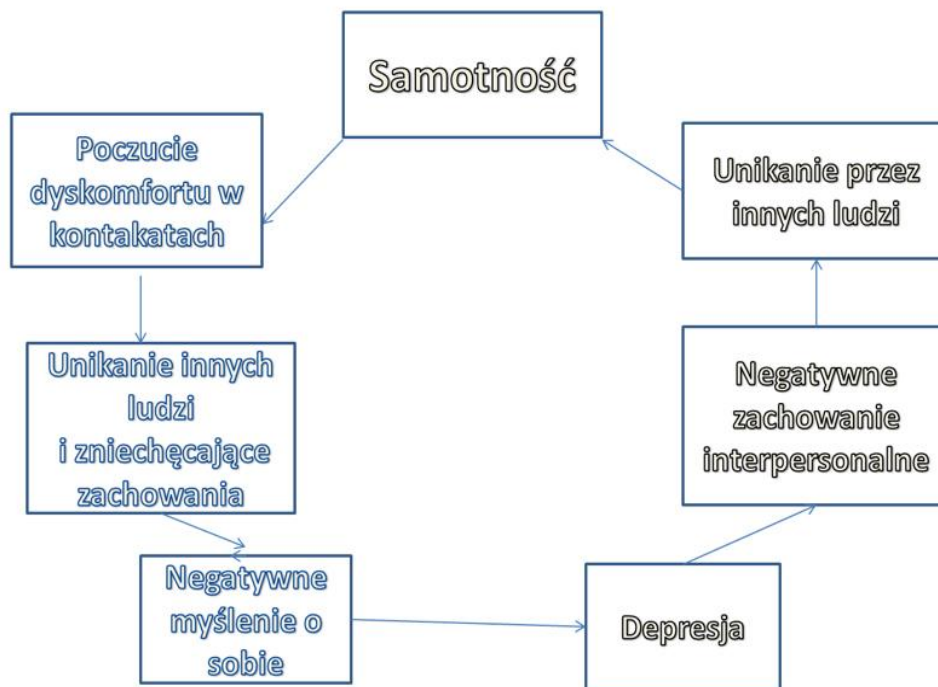 Samotność
Poczucie
dyskomfortu w
kontakatach
Unikanie innych
ludzi
i zniechęcające
zachowania
Negatywne
myślenie o
sobie
Depresja
Negatywne
zachowanie
interpersonalne
Unikanie przez
innych ludzi